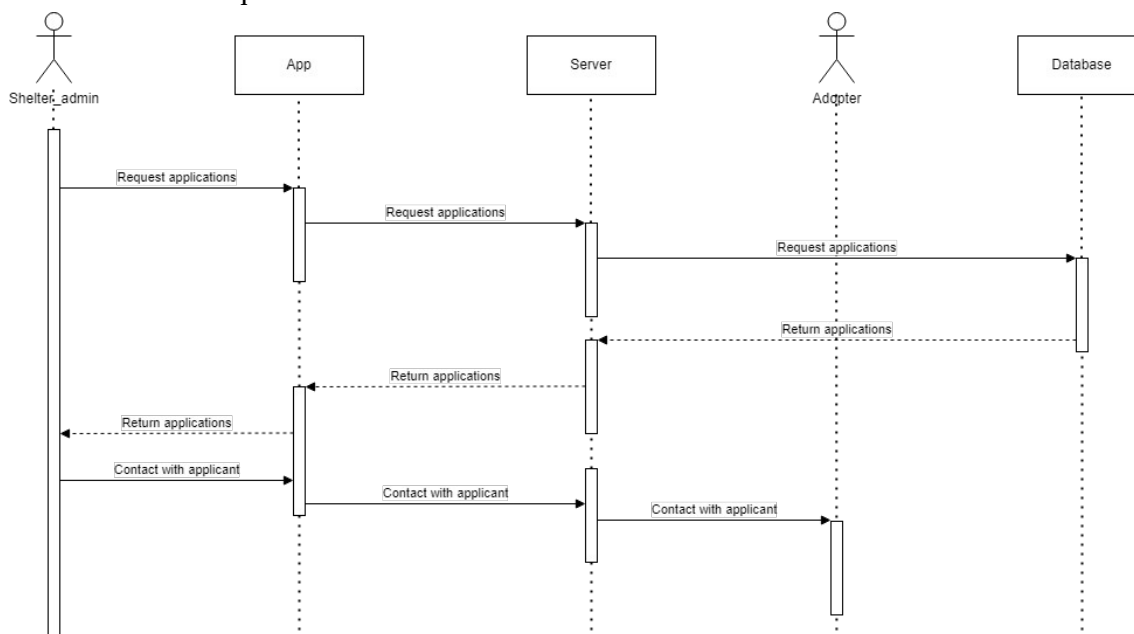 Shelter_admin
App
Server
Adopter
Database
Request applications
Request applications
Request applications
Return applications
Return applications
Return applications
Contact with applicant
Contact with applicant
Contact with applicant